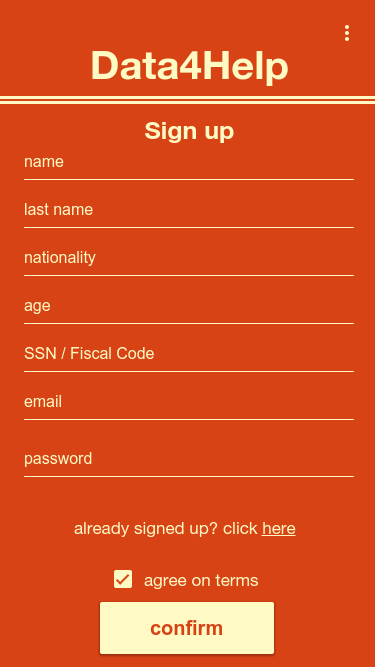 Data4Help
Sign up
name
last name
nationality
age
SSN / Fiscal Code
email
password
already signed up? click here
agree on terms
confirm